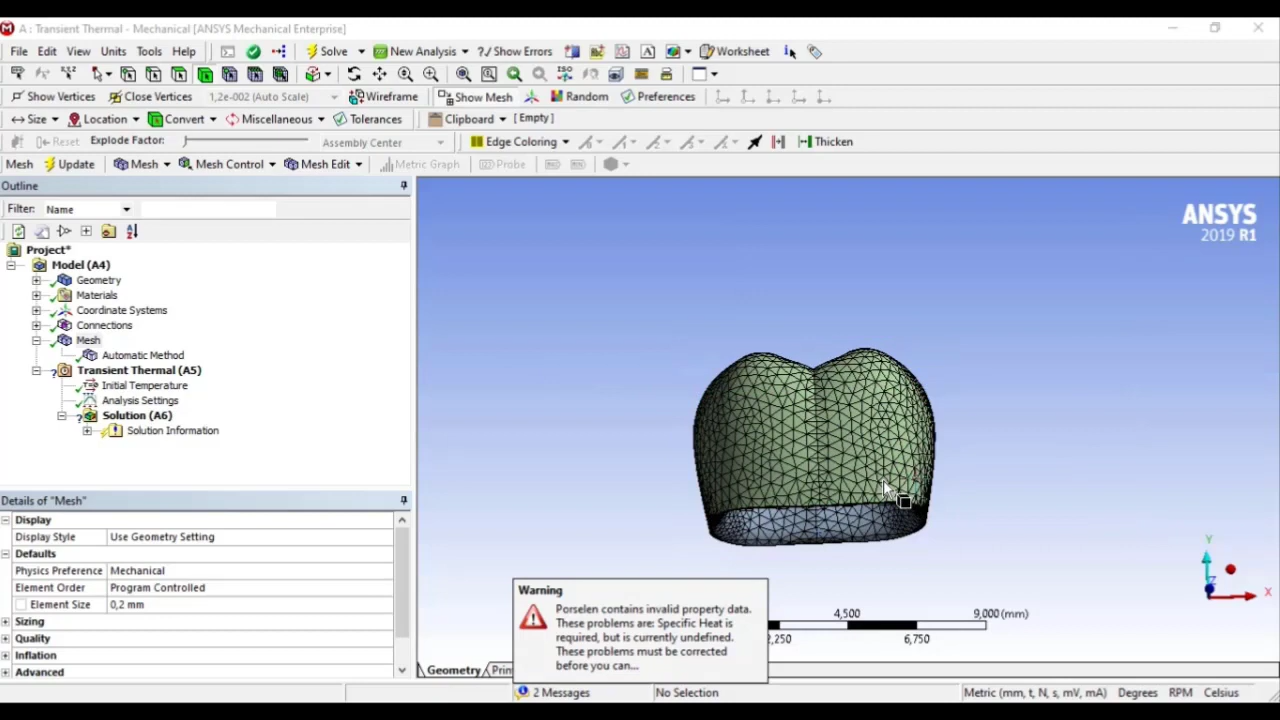 A : Transient Thermal - Mechanical [ANSYS Mechanical Enterprise]
File Edit View Units Tools Help Solve New Analysis ?/ Show Errors Worksheet
ISO
Show Vertices Close Vertices 1,2e-002 (Auto Scale) Wireframe Show Mesh Random Preferences
Size Location Convert Miscellaneous Tolerances Clipboard [ Empty ]
Reset Explode Factor: Assembly Center Edge Coloring Thicken
Mesh Update Mesh Mesh Control Mesh Edit Metric Graph Probe
Outline
Filter: Name
Project*
Model (A4)
Geometry
Materials
Coordinate Systems
Connections
Mesh
Automatic Method
Transient Thermal (A5)
Initial Temperature
Analysis Settings
Solution (A6)
Solution Information
Details of "Mesh"
Display
Display Style Use Geometry Setting
Defaults
Physics Preference Mechanical
Element Order Program Controlled
Element Size 0,2 mm
Sizing
Quality
Inflation
Advanced
ANSYS
2019 R1
Y
Z
X
4,500 9,000 (mm)
2,250 6,750
Warning
Porselen contains invalid property data.
These problems are: Specific Heat is
required, but is currently undefined.
These problems must be corrected
before you can...
Geometry Prin
2 Messages No Selection Metric (mm, t, N, s, mV, mA) Degrees RPM Celsius